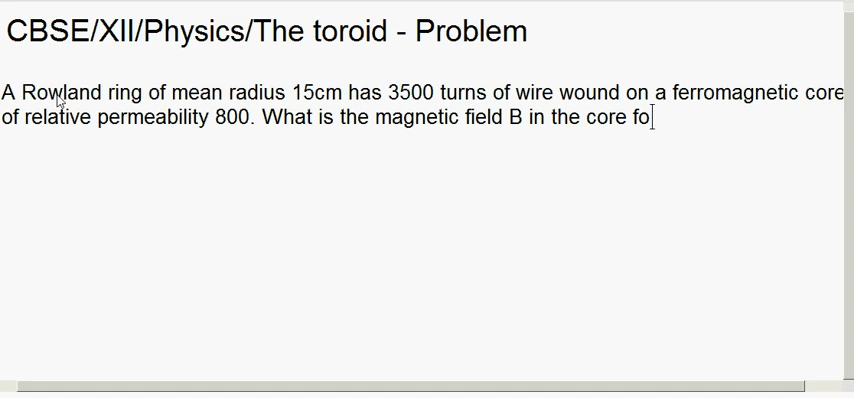 CBSE/XII/Physics/The toroid - Problem
A Rowland ring of mean radius 15cm has 3500 turns of wire wound on a ferromagnetic core
of relative permeability 800. What is the magnetic field B in the core fo